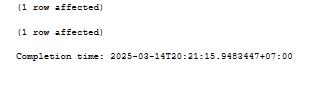 (1 row affected)
(1 row affected)
Completion time: 2025-03-14T20:21:15.9483447+07:00